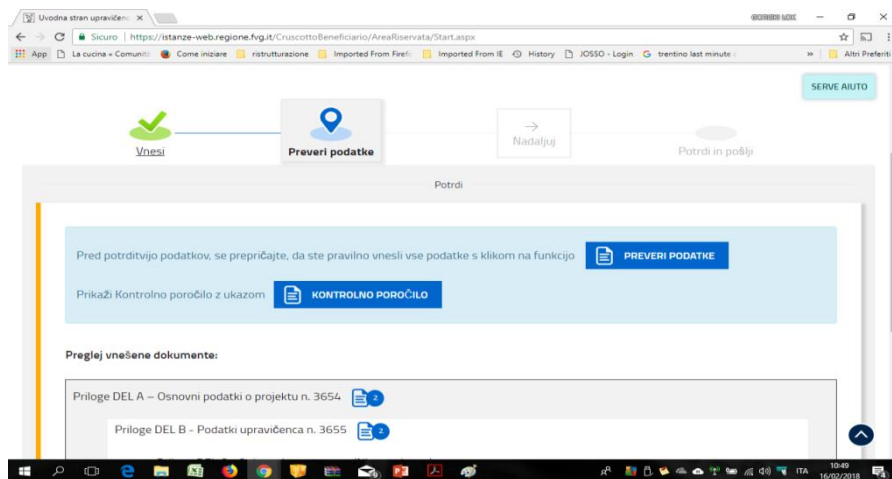 Uvodna stran upravičenc
Sicuro | https://istanze-web.regione.fvg.it/CruscottoBeneficiario/AreaRiservata/Start.aspx
App La cucina « Comunità Come iniziare ristrutturazione Imported From Firef Imported From IE History JOSSO - Login trentino last minute » Altri Preferiti
SERVE AIUTO
Vnesi Preveri podatke Nadaljuj Potrdi in pošlji
Potrdi
Pred potrditvijo podatkov, se prepričajte, da ste pravilno vnesli vse podatke s klikom na funkcijo PREVERI PODATKE
Prikaži Kontrolno poročilo z ukazom KONTROLNO POROČILO
Preglej vnešene dokumente:
Priloge DEL A – Osnovni podatki o projektu n. 3654 2
Priloge DEL B - Podatki upravičenca n. 3655 2
ITA 10:49
16/02/2018